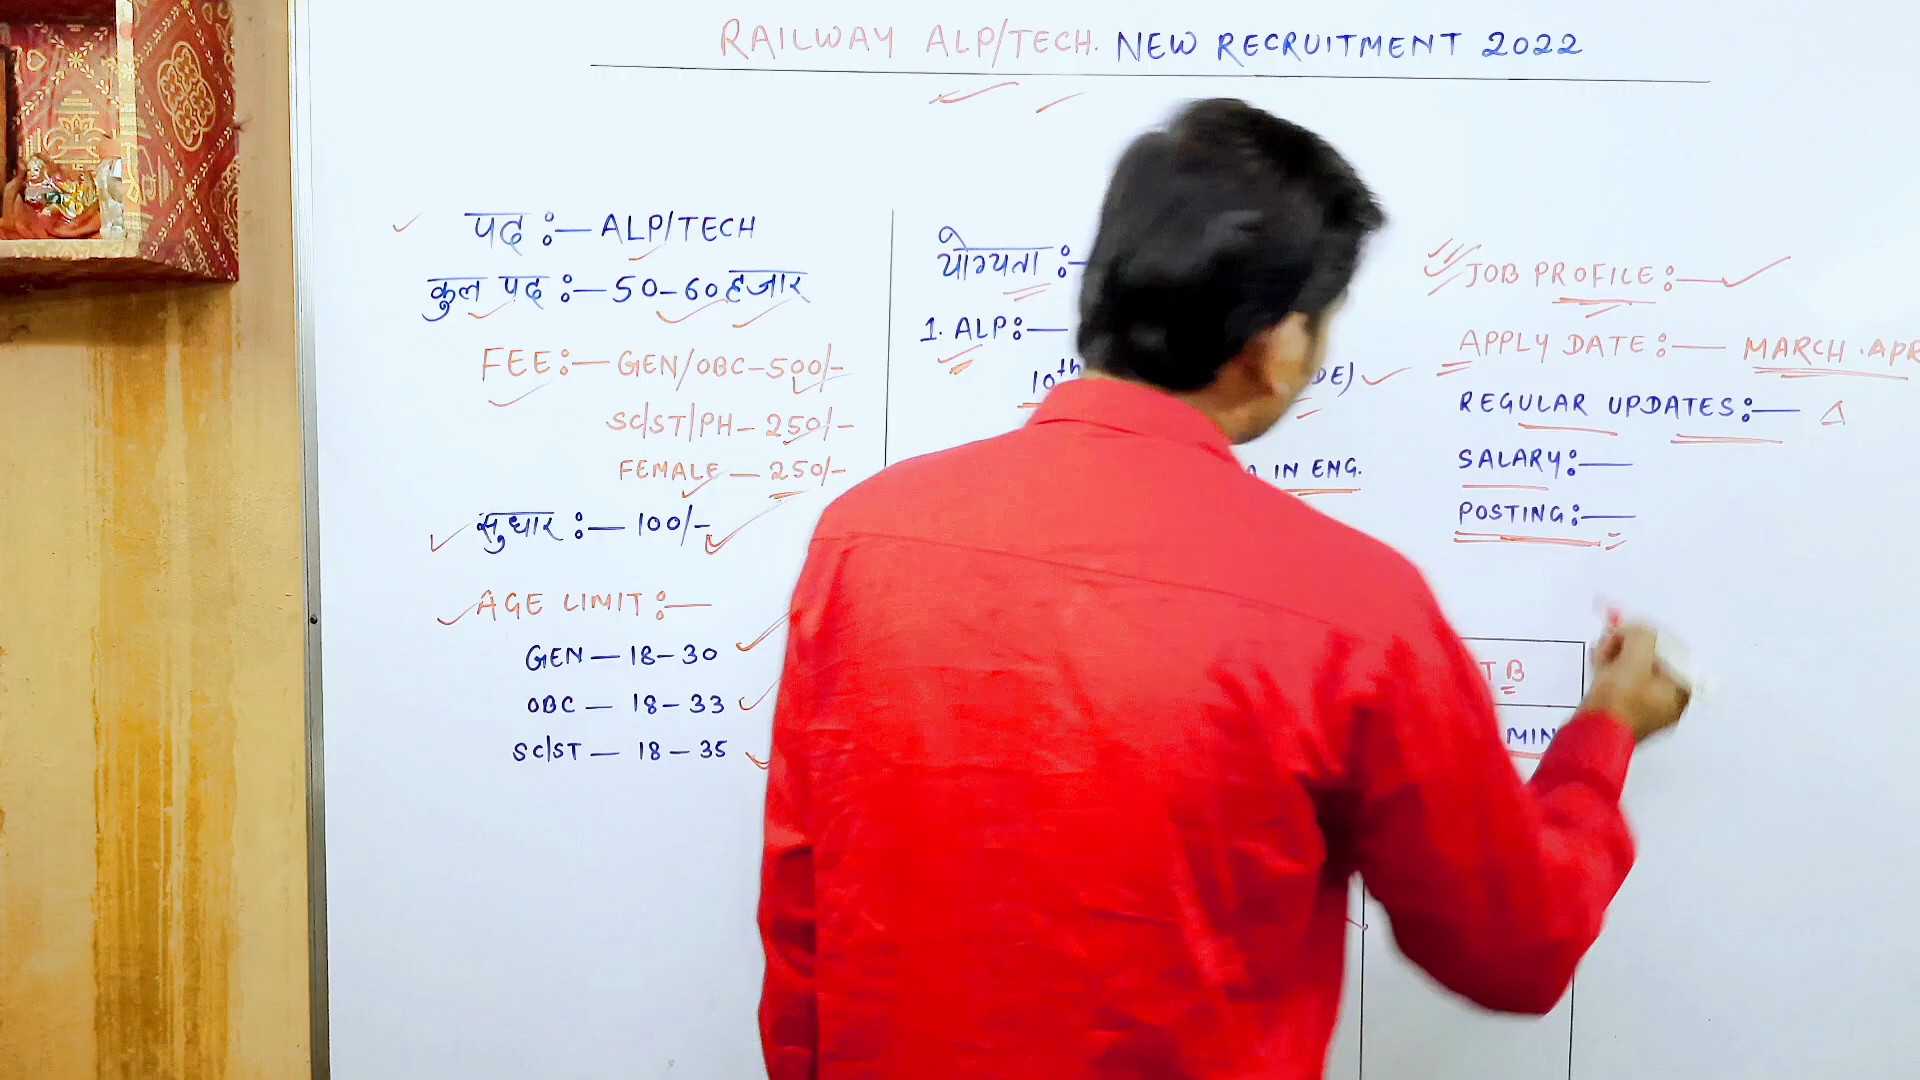 RAILWAY ALP/TECH. NEW RECRUITMENT 2022
पद :— ALP/TECH
कुल पद :— 50-60 हजार
FEE :— GEN/OBC-500/-
SC/ST/PH - 250/-
FEMALE — 250/-
सुधार :— 100/-
AGE LIMIT :—
GEN — 18-30
OBC — 18-33
SC/ST — 18-35
योग्यता :—
1. ALP :—
10th
IN ENG.
JOB PROFILE :—
APPLY DATE :— MARCH. APR
REGULAR UPDATES :—
SALARY :—
POSTING :—
T B
MIN